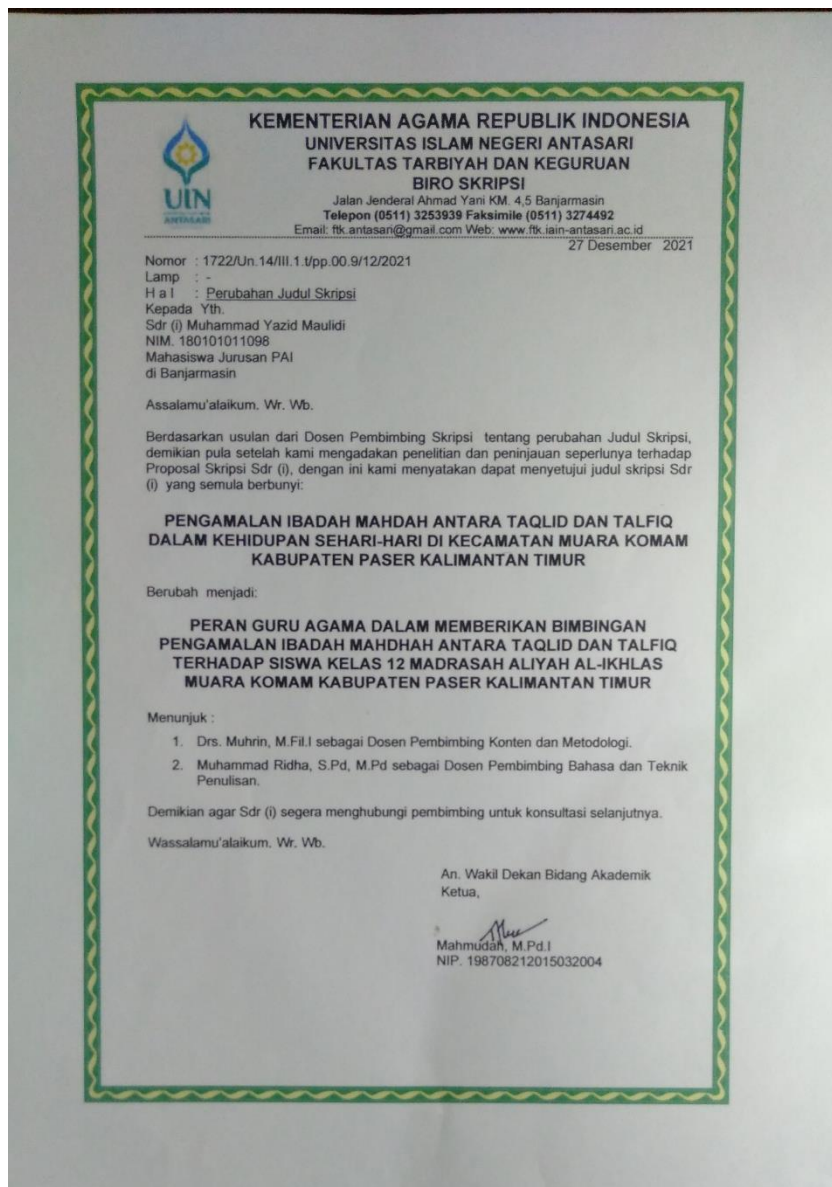 KEMENTERIAN AGAMA REPUBLIK INDONESIA
UNIVERSITAS ISLAM NEGERI ANTASARI
FAKULTAS TARBIYAH DAN KEGURUAN
BIRO SKRIPSI
UIN
ANTASARI
Jalan Jenderal Ahmad Yani KM. 4,5 Banjarmasin
Telepon (0511) 3253939 Faksimile (0511) 3274492
Email: ftk.antasari@gmail.com Web: www.ftk.iain-antasari.ac.id
27 Desember 2021
Nomor : 1722/Un.14/III.1.t/pp.00.9/12/2021
Lamp : -
H a l : Perubahan Judul Skripsi
Kepada Yth.
Sdr (i) Muhammad Yazid Maulidi
NIM. 180101011098
Mahasiswa Jurusan PAI
di Banjarmasin
Assalamu'alaikum. Wr. Wb.
Berdasarkan usulan dari Dosen Pembimbing Skripsi tentang perubahan Judul Skripsi,
demikian pula setelah kami mengadakan penelitian dan peninjauan seperlunya terhadap
Proposal Skripsi Sdr (i), dengan ini kami menyatakan dapat menyetujui judul skripsi Sdr
(i) yang semula berbunyi:
PENGAMALAN IBADAH MAHDAH ANTARA TAQLID DAN TALFIQ
DALAM KEHIDUPAN SEHARI-HARI DI KECAMATAN MUARA KOMAM
KABUPATEN PASER KALIMANTAN TIMUR
Berubah menjadi:
PERAN GURU AGAMA DALAM MEMBERIKAN BIMBINGAN
PENGAMALAN IBADAH MAHDHAH ANTARA TAQLID DAN TALFIQ
TERHADAP SISWA KELAS 12 MADRASAH ALIYAH AL-IKHLAS
MUARA KOMAM KABUPATEN PASER KALIMANTAN TIMUR
Menunjuk :
1. Drs. Muhrin, M.Fil.I sebagai Dosen Pembimbing Konten dan Metodologi.
2. Muhammad Ridha, S.Pd, M.Pd sebagai Dosen Pembimbing Bahasa dan Teknik
Penulisan.
Demikian agar Sdr (i) segera menghubungi pembimbing untuk konsultasi selanjutnya.
Wassalamu'alaikum. Wr. Wb.
An. Wakil Dekan Bidang Akademik
Ketua,
Mahmudah, M.Pd.I
NIP. 198708212015032004